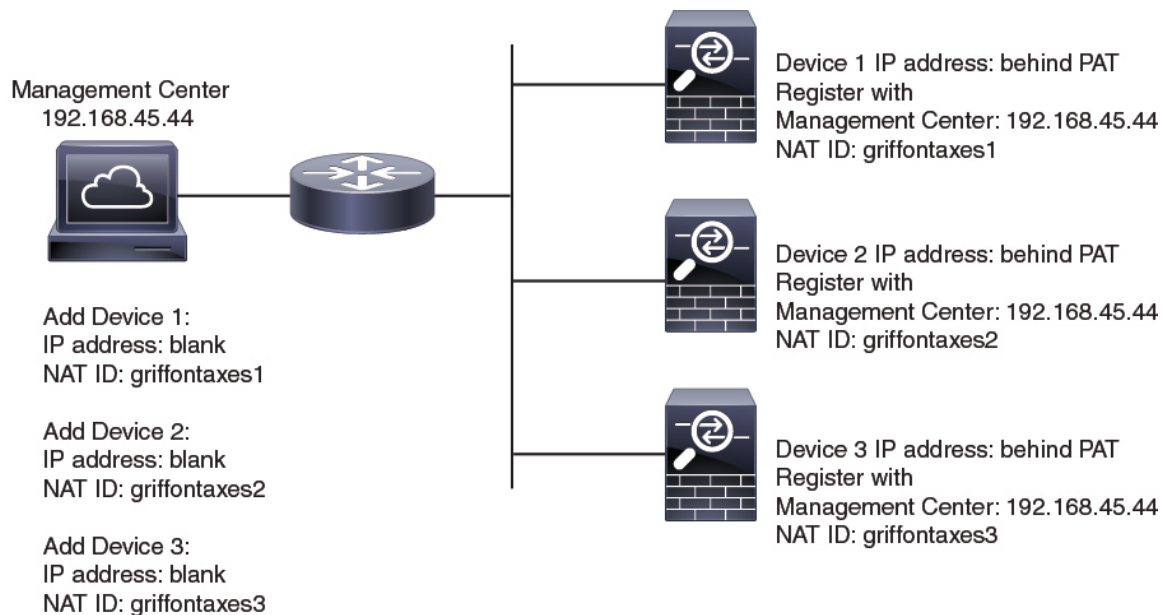 Management Center
192.168.45.44
Add Device 1:
IP address: blank
NAT ID: griffontaxes1
Add Device 2:
IP address: blank
NAT ID: griffontaxes2
Add Device 3:
IP address: blank
NAT ID: griffontaxes3
Device 1 IP address: behind PAT
Register with
Management Center: 192.168.45.44
NAT ID: griffontaxes1
Device 2 IP address: behind PAT
Register with
Management Center: 192.168.45.44
NAT ID: griffontaxes2
Device 3 IP address: behind PAT
Register with
Management Center: 192.168.45.44
NAT ID: griffontaxes3